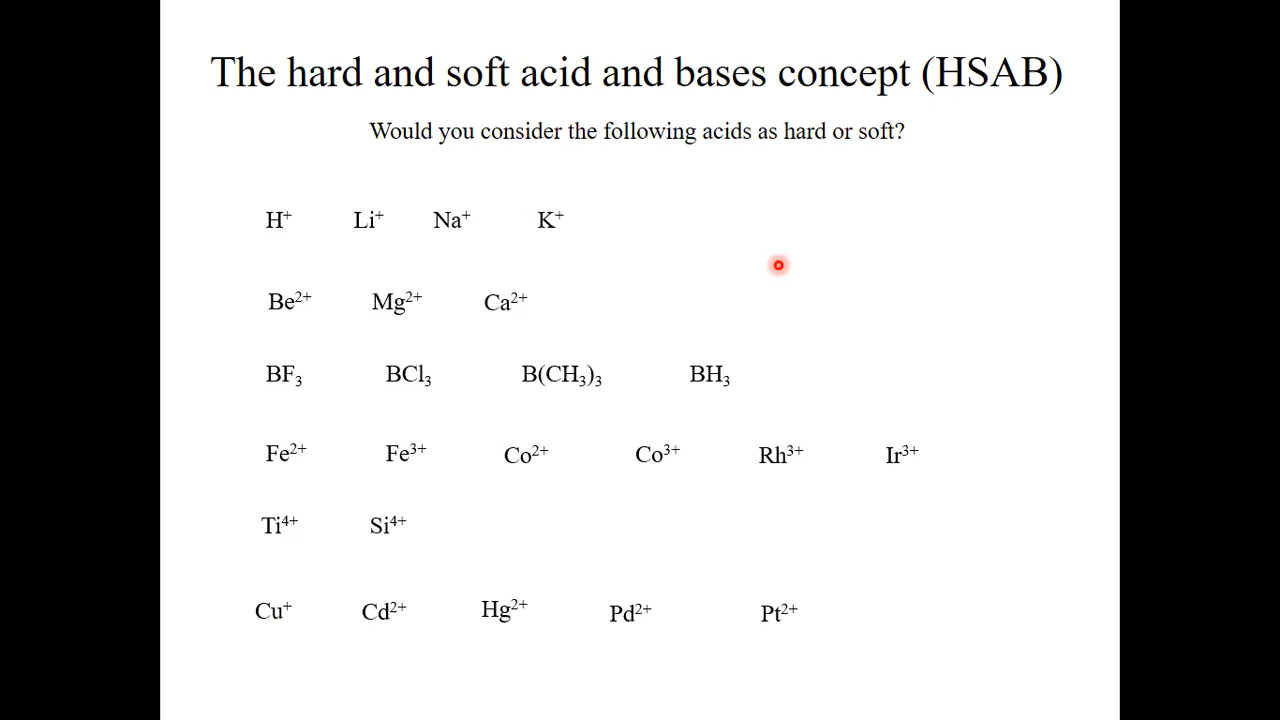 The hard and soft acid and bases concept (HSAB)
Would you consider the following acids as hard or soft?
H⁺ Li⁺ Na⁺ K⁺
Be²⁺ Mg²⁺ Ca²⁺
BF₃ BCl₃ B(CH₃)₃ BH₃
Fe²⁺ Fe³⁺ Co²⁺ Co³⁺ Rh³⁺ Ir³⁺
Ti⁴⁺ Si⁴⁺
Cu⁺ Cd²⁺ Hg²⁺ Pd²⁺ Pt²⁺